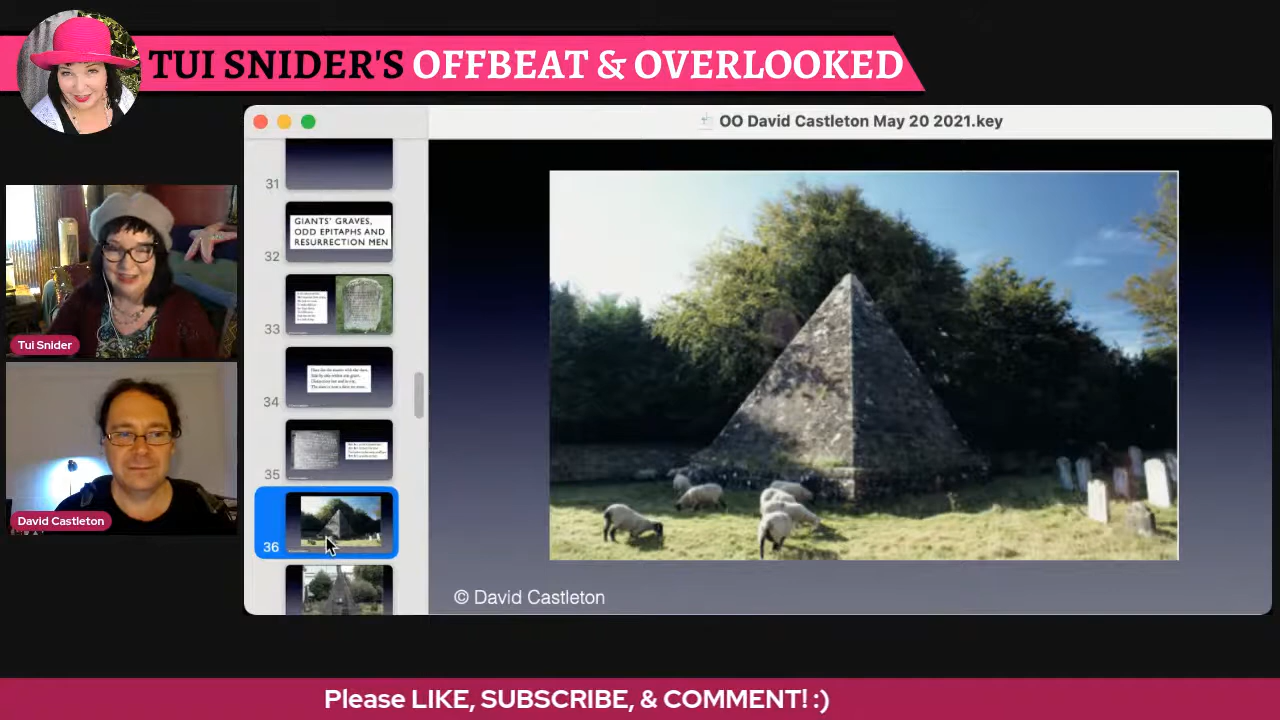 TUI SNIDER'S OFFBEAT & OVERLOOKED
OO David Castleton May 20 2021.key
31
32
GIANTS' GRAVES,
ODD EPITAPHS AND
RESURRECTION MEN
33
34
35
36
Tui Snider
David Castleton
© David Castleton
Please LIKE, SUBSCRIBE, & COMMENT! :)